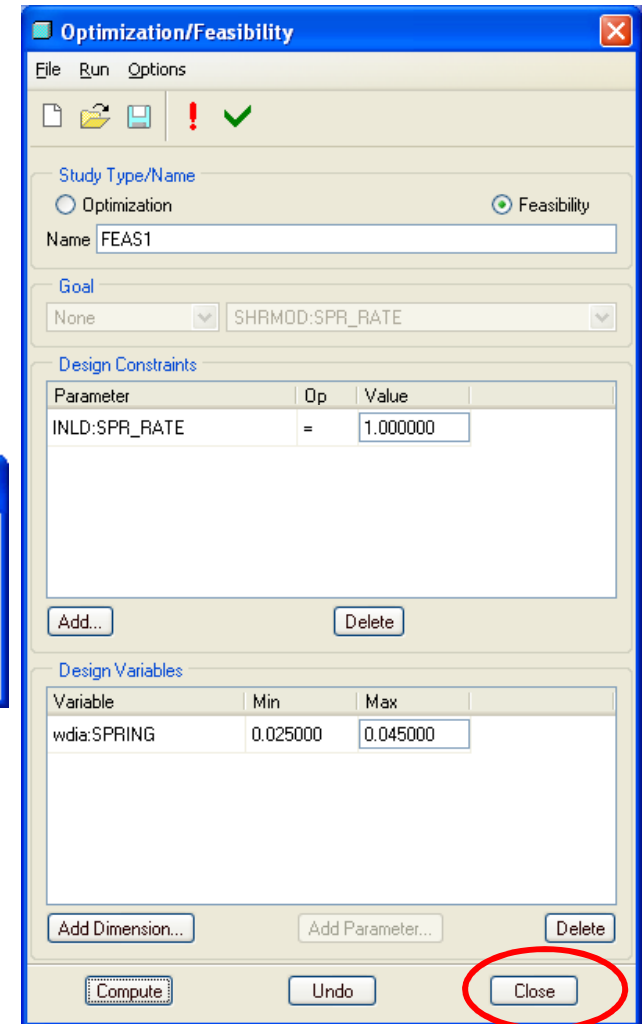 Optimization/Feasibility
File Run Options
Study Type/Name
Optimization Feasibility
Name FEAS1
Goal
None SHRMOD:SPR_RATE
Design Constraints
Parameter Op Value
INLD:SPR_RATE = 1.000000
Add... Delete
Design Variables
Variable Min Max
wdia:SPRING 0.025000 0.045000
Add Dimension... Add Parameter... Delete
Compute Undo Close